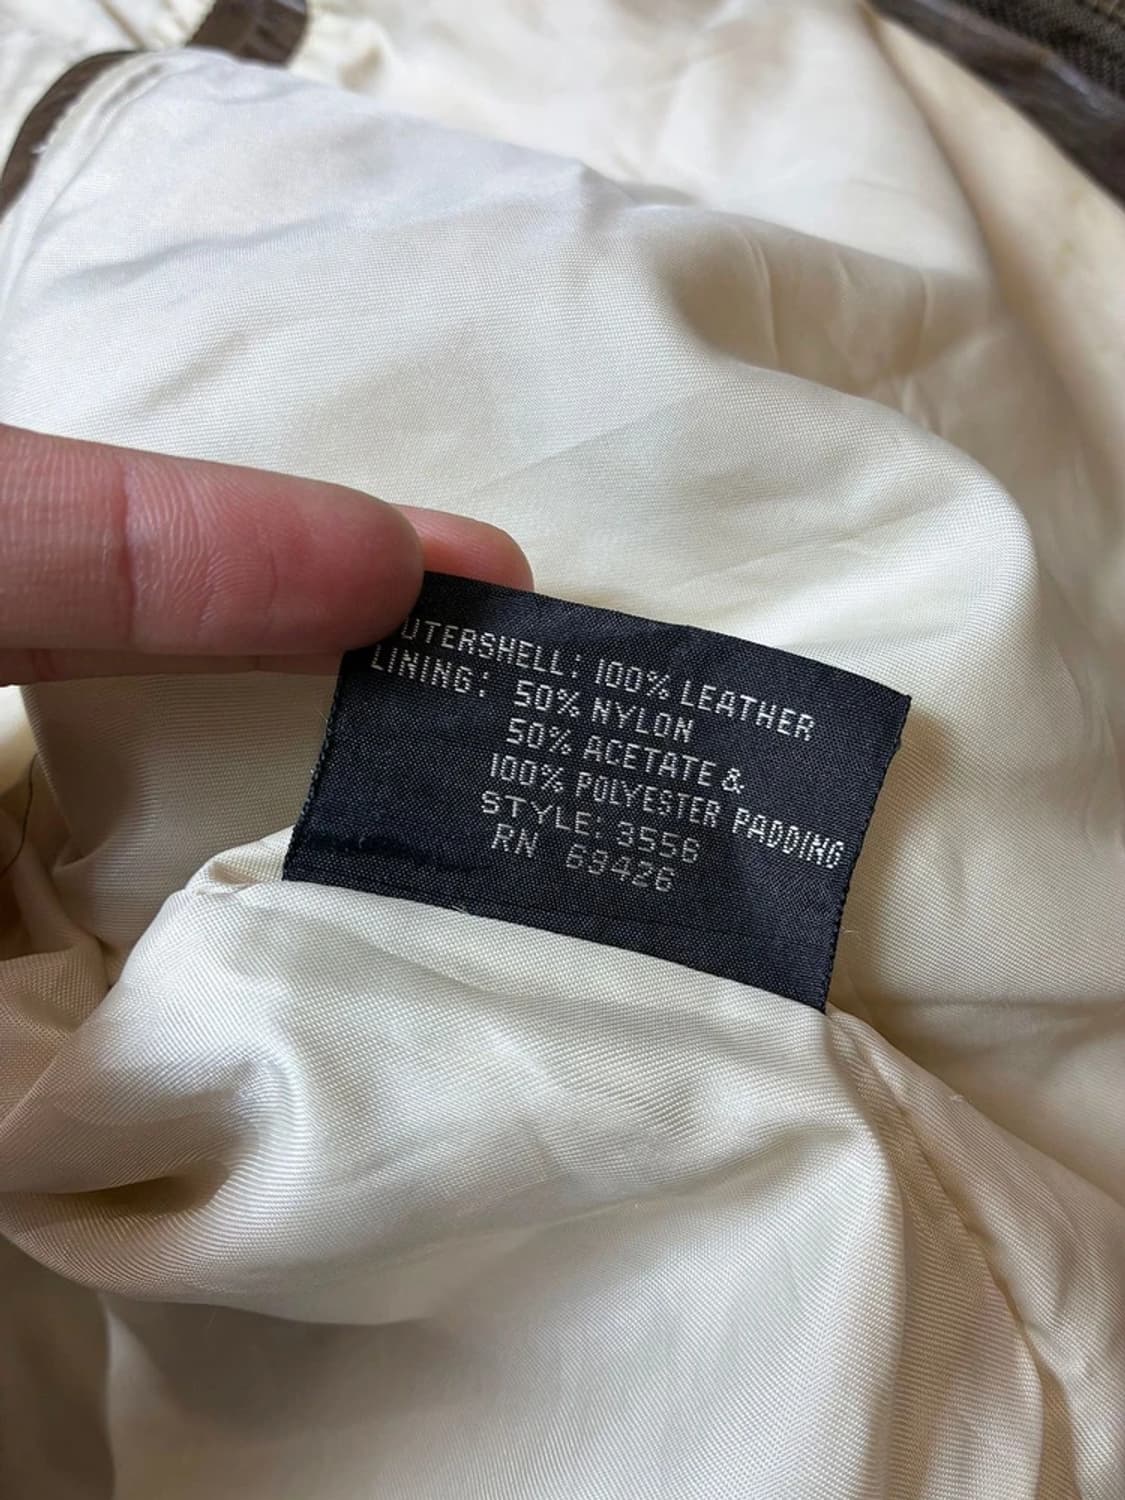 UTERSHELL: 100% LEATHER
LINING: 50% NYLON
50% ACETATE &
100% POLYESTER PADDING
STYLE: 3556
RN 69426